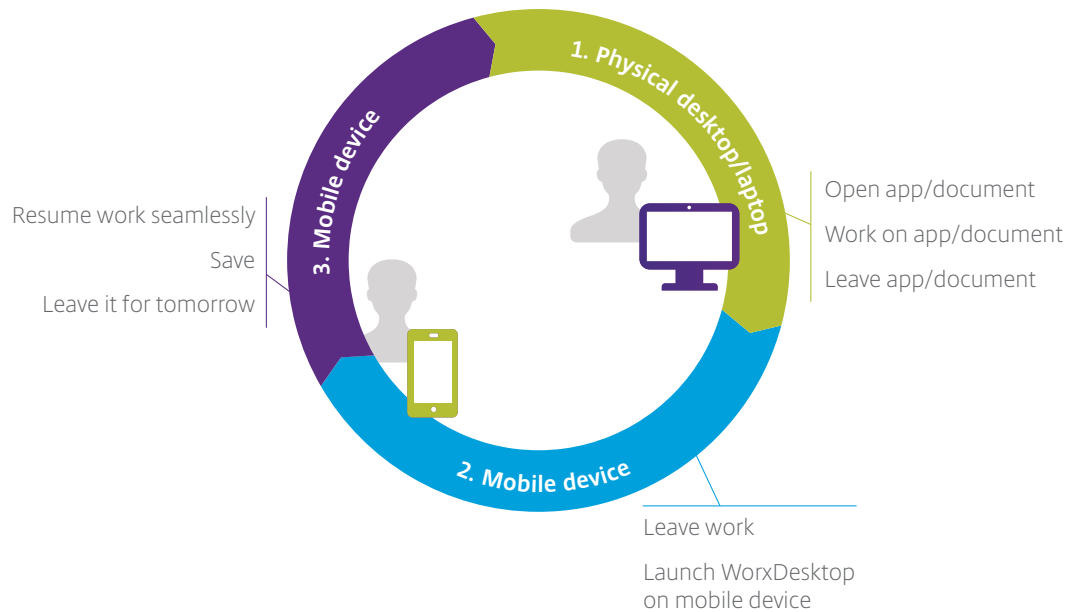 1. Physical desktop/laptop
Open app/document
Work on app/document
Leave app/document
2. Mobile device
Leave work
Launch WorxDesktop
on mobile device
3. Mobile device
Resume work seamlessly
Save
Leave it for tomorrow